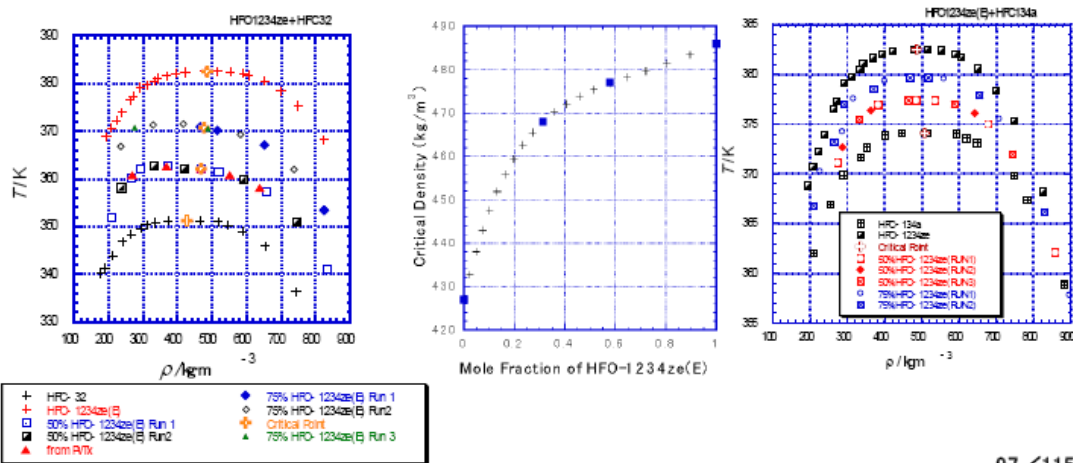 HFO1234ze+HFC32
390
380
370
360
350
340
330
T/K
100 200 300 400 500 600 700 800 900
ρ /kgm -3
+ HFO- 32
+ HFO- 1234ze(E)
50% HFO- 1234ze(E) Run 1
50% HFO- 1234ze(E) Run2
from PVTx
75% HFO- 1234ze(E) Run 1
75% HFO- 1234ze(E) Run2
Critical Point
75% HFO- 1234ze(E) Run 3
490
480
470
460
450
440
430
420
Critical Density (kg/m³)
0 0.2 0.4 0.6 0.8 1
Mole Fraction of HFO-1234ze(E)
HFO1234ze(E)+HFC134a
385
380
375
370
365
360
355
T/K
HFO- 134a
HFO- 1234ze
Critical Point
50%HFO- 1234ze(RUN1)
50%HFO- 1234ze(RUN2)
50%HFO- 1234ze(RUN3)
75%HFO- 1234ze(RUN1)
75%HFO- 1234ze(RUN2)
100 200 300 400 500 600 700 800 900
ρ /kgm -3